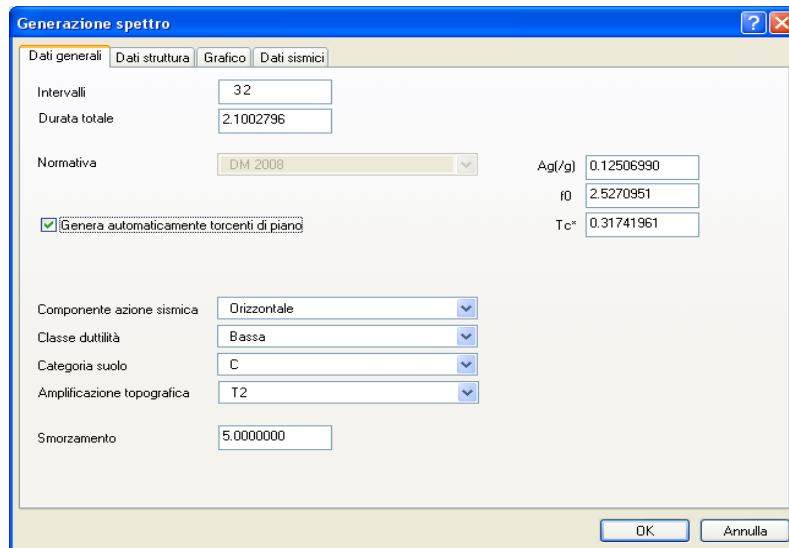 Generazione spettro
Dati generali Dati struttura Grafico Dati sismici
Intervalli 32
Durata totale 2.1002796
Normativa DM 2008 Ag(/g) 0.12506990
f0 2.5270951
Genera automaticamente torcenti di piano Tc* 0.31741961
Componente azione sismica Orizzontale
Classe duttilità Bassa
Categoria suolo C
Amplificazione topografica T2
Smorzamento 5.0000000
OK Annulla